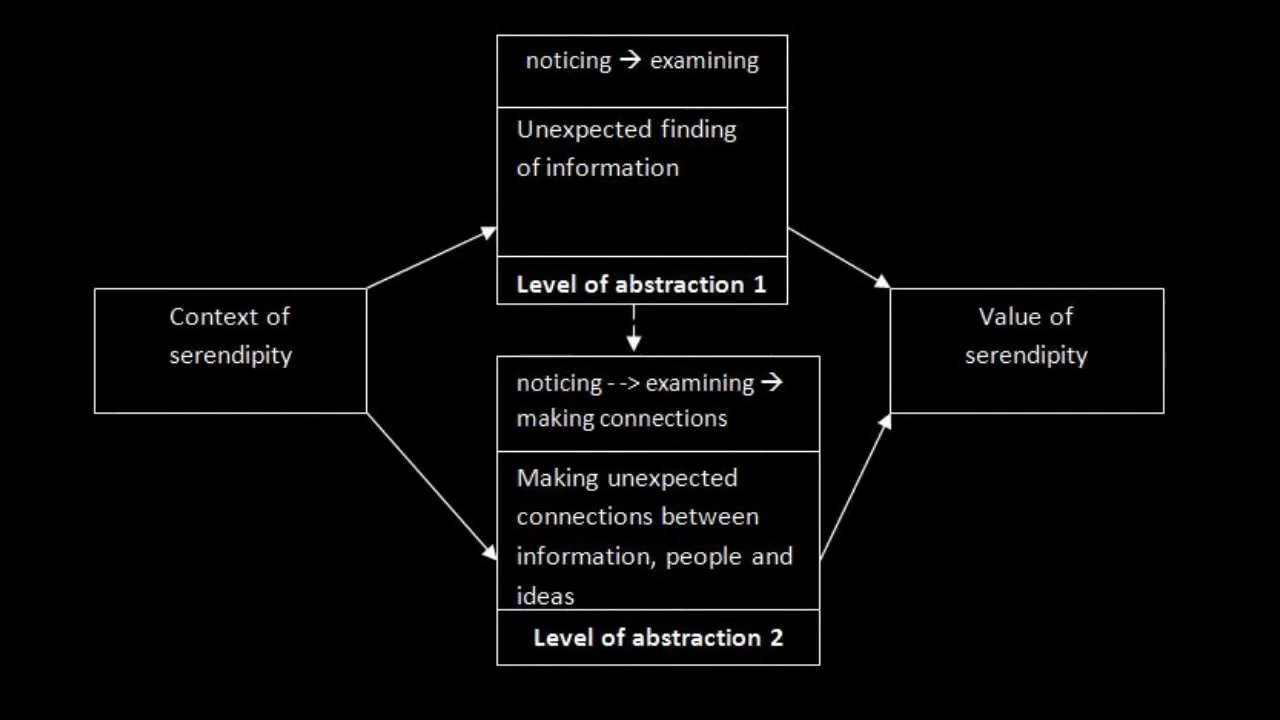 noticing → examining
Unexpected finding
of information
Level of abstraction 1
Context of
serendipity
Value of
serendipity
noticing - -> examining →
making connections
Making unexpected
connections between
information, people and
ideas
Level of abstraction 2